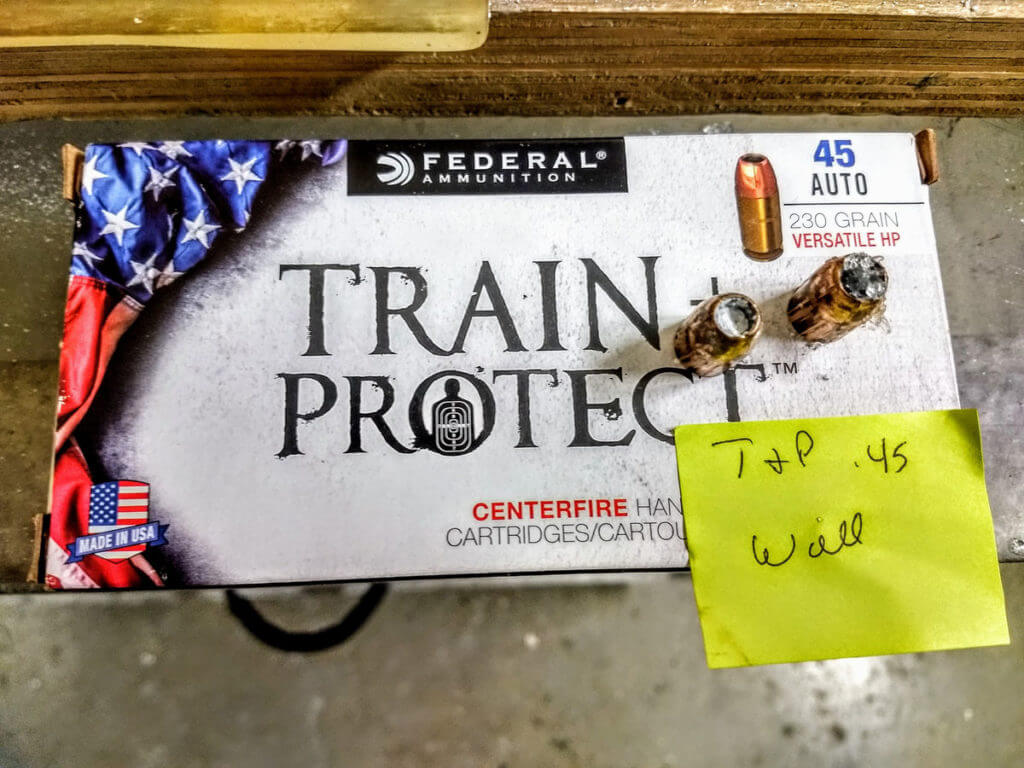 FEDERAL®
AMMUNITION
45
AUTO
230 GRAIN
VERSATILE HP
TRAIN +
PROTECT™
CENTERFIRE HAN
CARTRIDGES/CARTOU
MADE IN USA
T & P .45
Wall